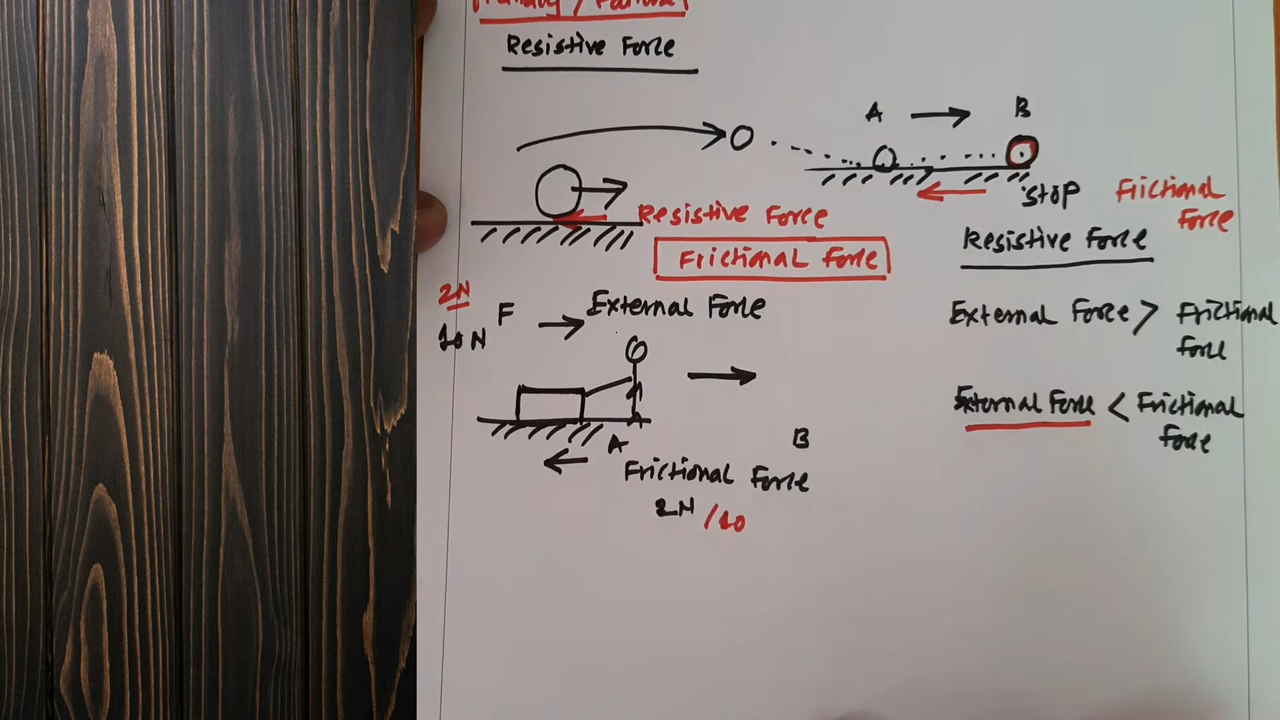 Resistive Force
A
B
Resistive Force
Frictional Force
STOP
Frictional
Force
Resistive Force
2N
10N
F
External Force
External Force > Frictional
Force
External Force < Frictional
Force
A
B
Frictional Force
2N /10